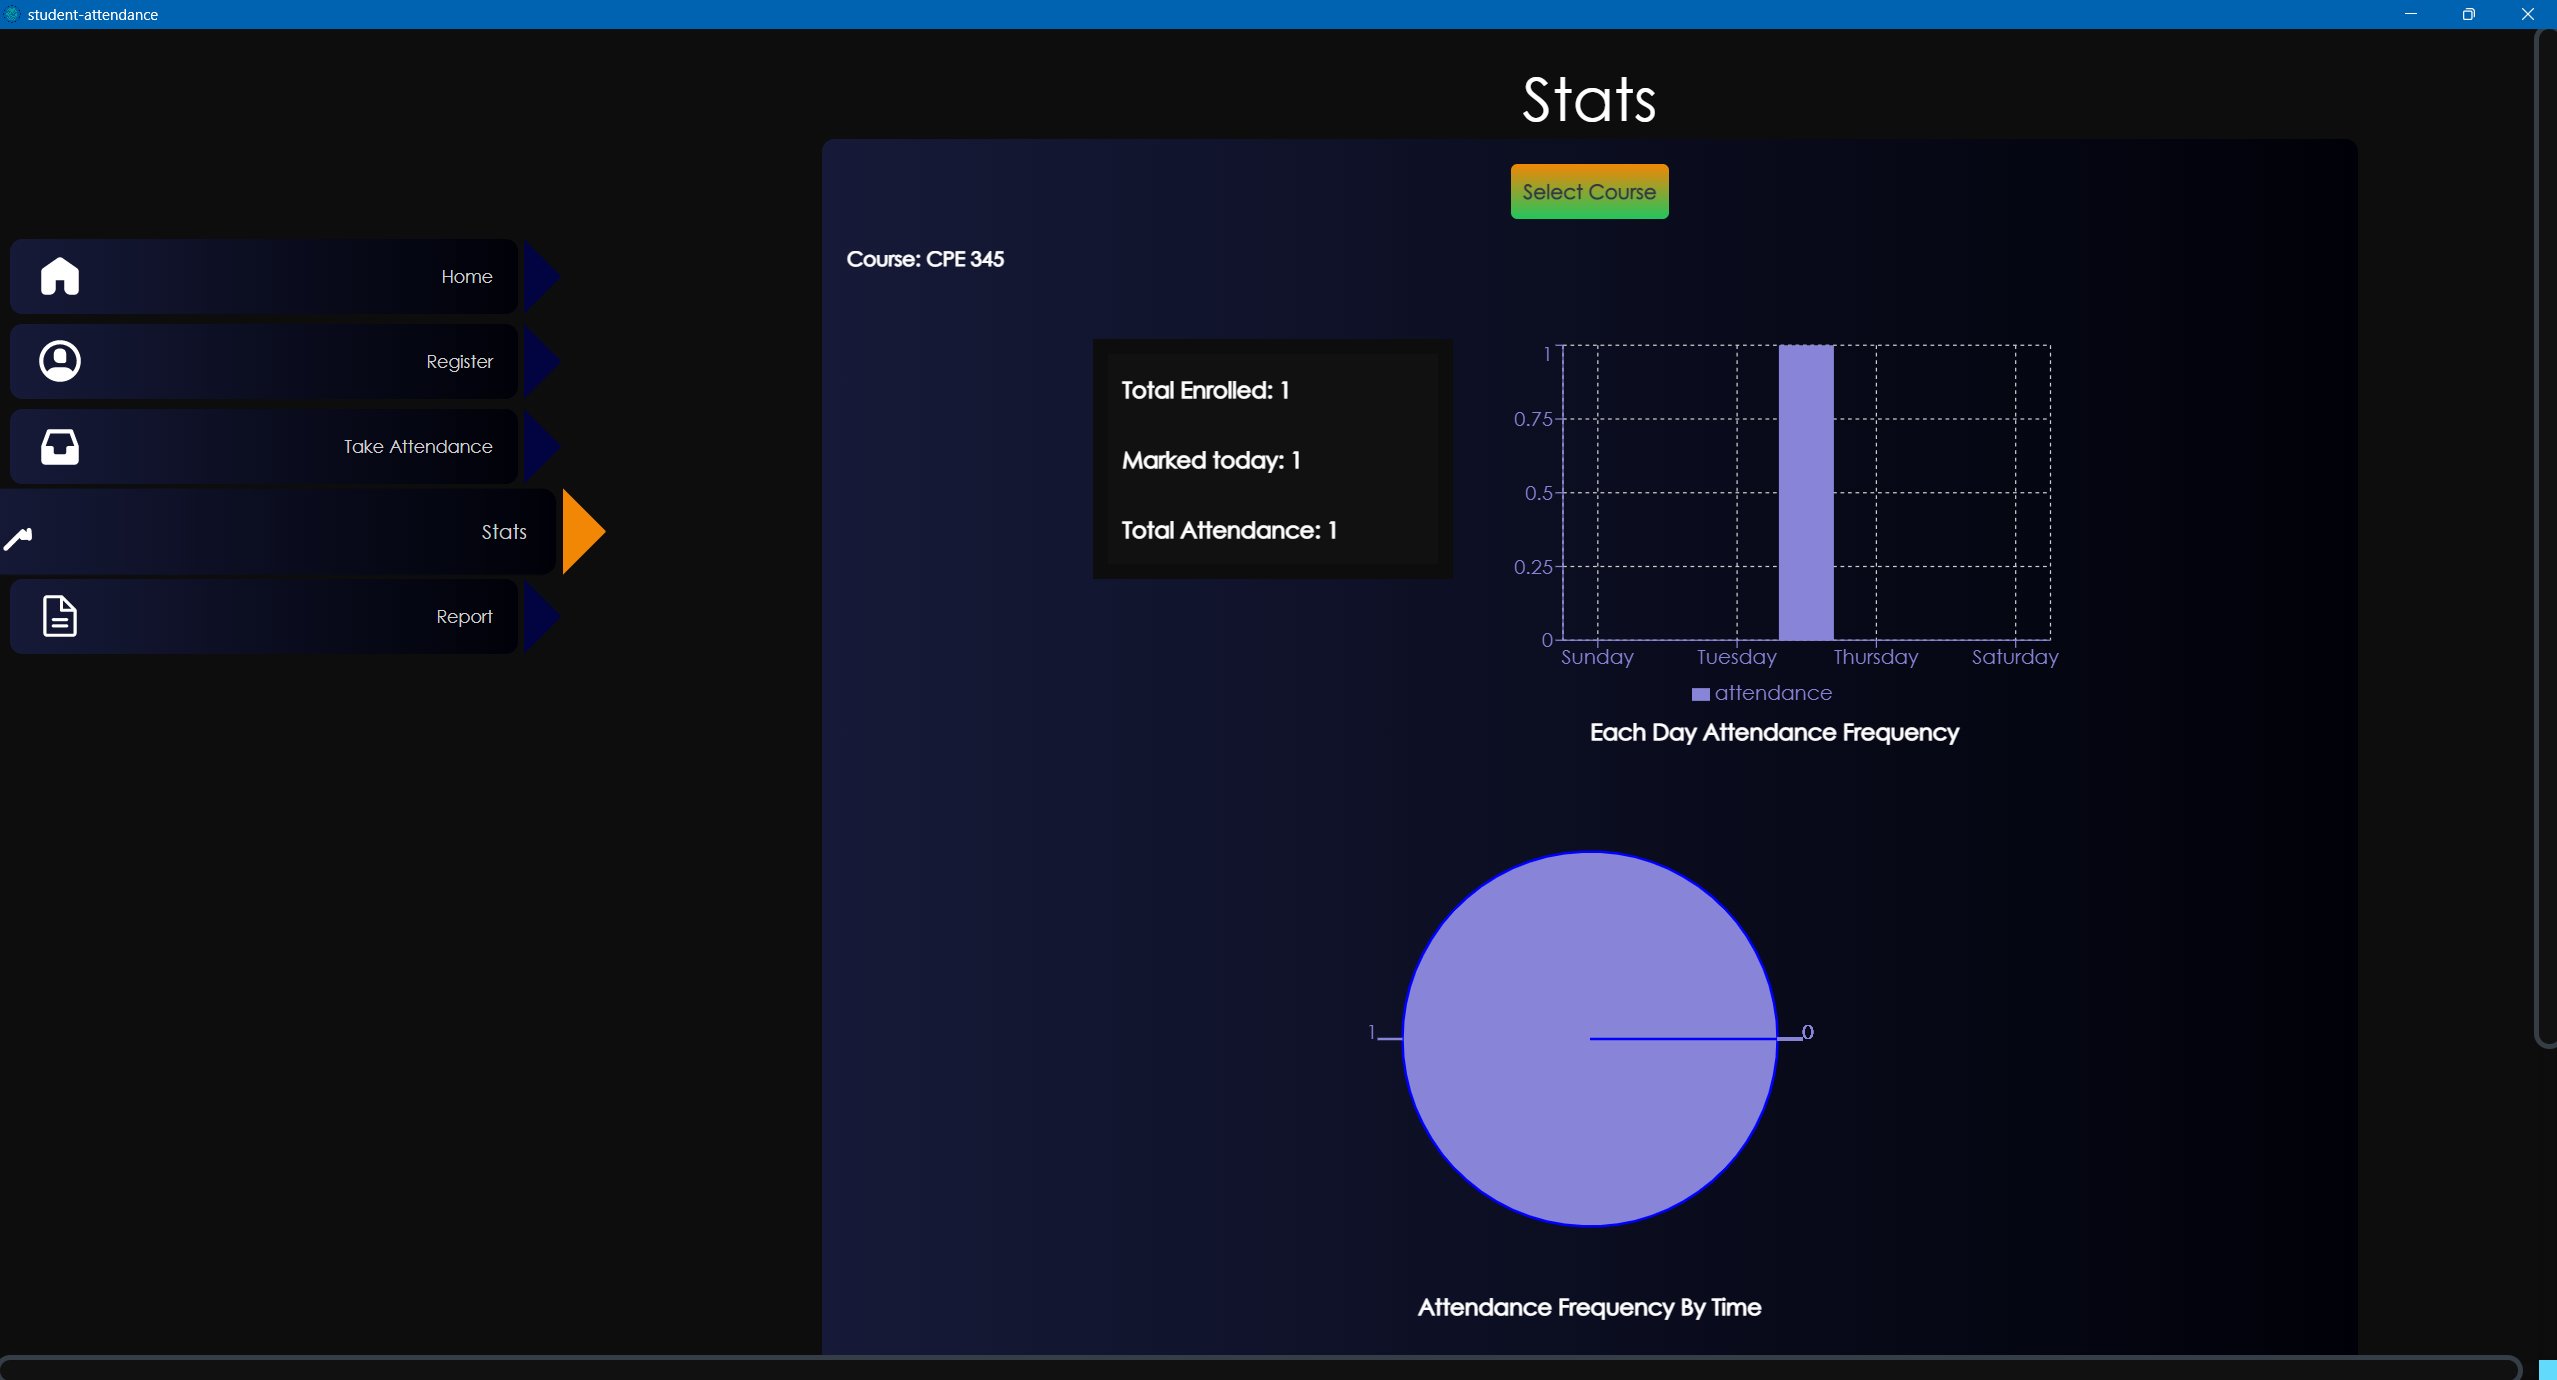 student-attendance
Stats
Select Course
Course: CPE 345
Home
Register
Take Attendance
Stats
Report
Total Enrolled: 1
Marked today: 1
Total Attendance: 1
1
0.75
0.5
0.25
0
Sunday Tuesday Thursday Saturday
attendance
Each Day Attendance Frequency
1 0
Attendance Frequency By Time